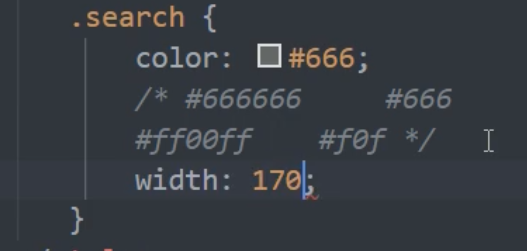 .search {
color: #666;
/* #666666 #666
#ff00ff #f0f */
width: 170;
}